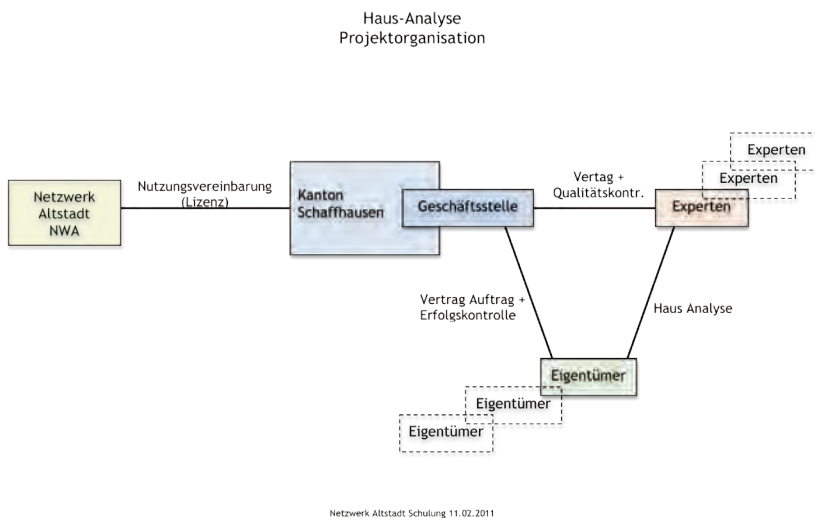 Haus-Analyse
Projektorganisation
Experten
Experten
Experten
Vertag +
Qualitätskontr.
Nutzungsvereinbarung
(Lizenz)
Netzwerk
Altstadt
NWA
Kanton
Schaffhausen
Geschäftsstelle
Vertrag Auftrag +
Erfolgskontrolle
Haus Analyse
Eigentümer
Eigentümer
Eigentümer
Netzwerk Altstadt Schulung 11.02.2011